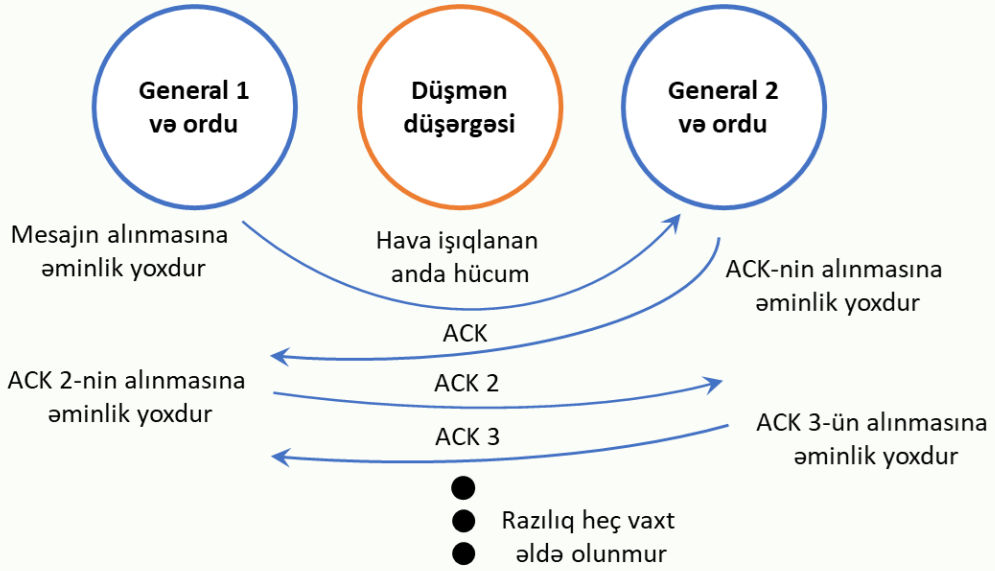 General 1
və ordu
Düşmən
düşərgəsi
General 2
və ordu
Mesajın alınmasına
əminlik yoxdur
Hava işıqlanan
anda hücum
ACK-nin alınmasına
əminlik yoxdur
ACK
ACK 2-nin alınmasına
əminlik yoxdur
ACK 2
ACK 3
ACK 3-ün alınmasına
əminlik yoxdur
Razılıq heç vaxt
əldə olunmur